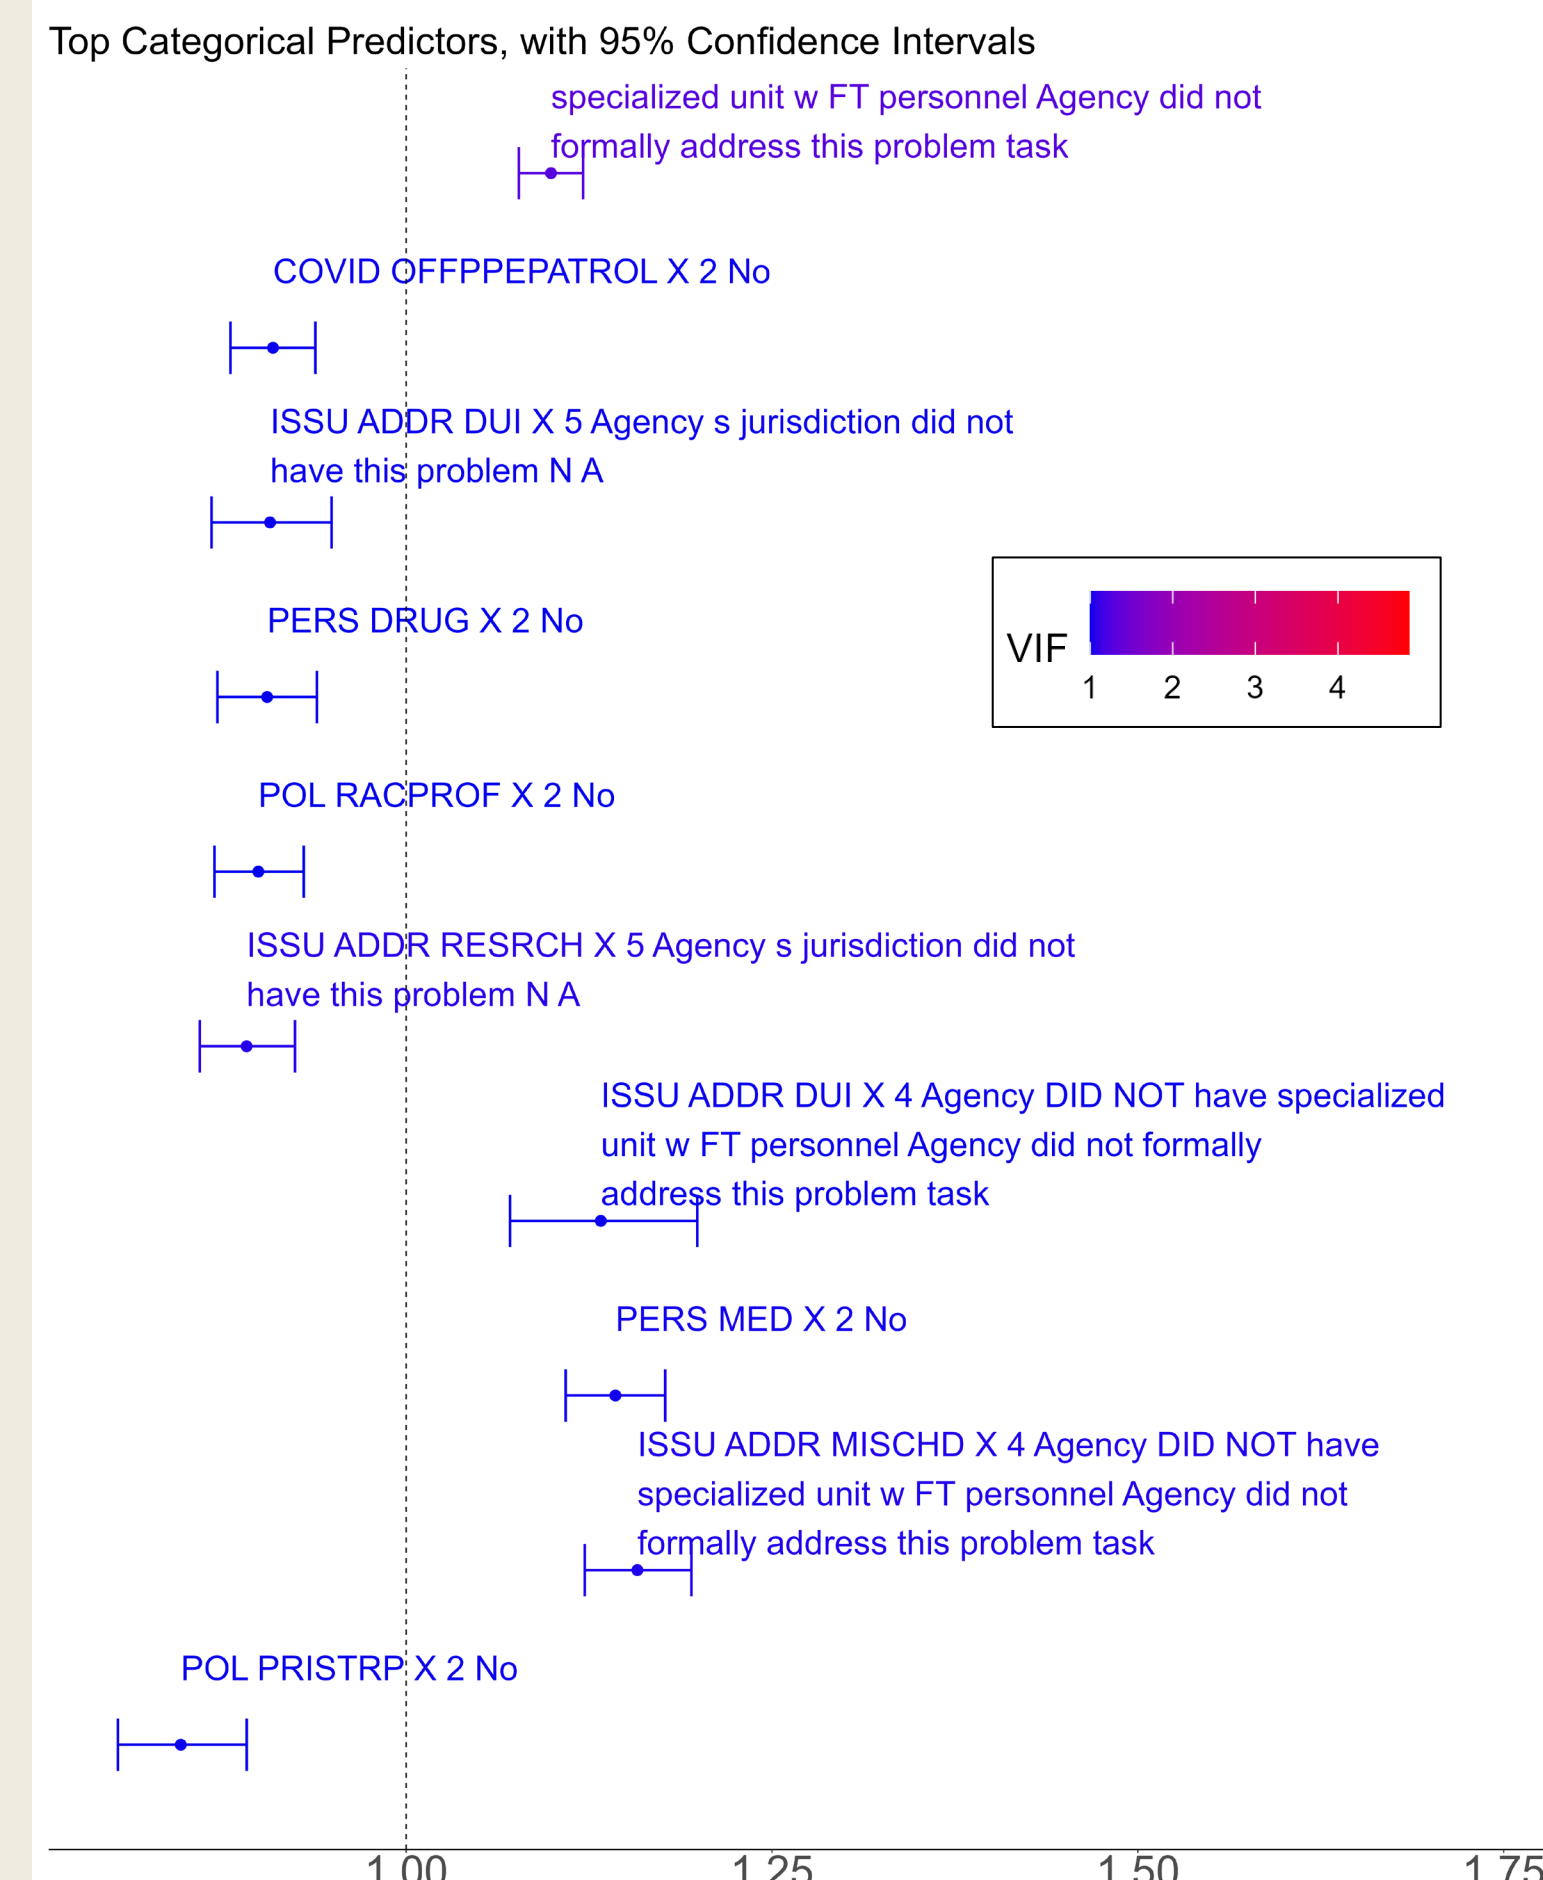 Top Categorical Predictors, with 95% Confidence Intervals
specialized unit w FT personnel Agency did not
formally address this problem task
COVID OFFPPEPATROL X 2 No
ISSU ADDR DUI X 5 Agency s jurisdiction did not
have this problem N A
PERS DRUG X 2 No
VIF
1 2 3 4
POL RACPROF X 2 No
ISSU ADDR RESRCH X 5 Agency s jurisdiction did not
have this problem N A
ISSU ADDR DUI X 4 Agency DID NOT have specialized
unit w FT personnel Agency did not formally
address this problem task
PERS MED X 2 No
ISSU ADDR MISCHD X 4 Agency DID NOT have
specialized unit w FT personnel Agency did not
formally address this problem task
POL PRISTRP X 2 No
1.00 1.25 1.50 1.75